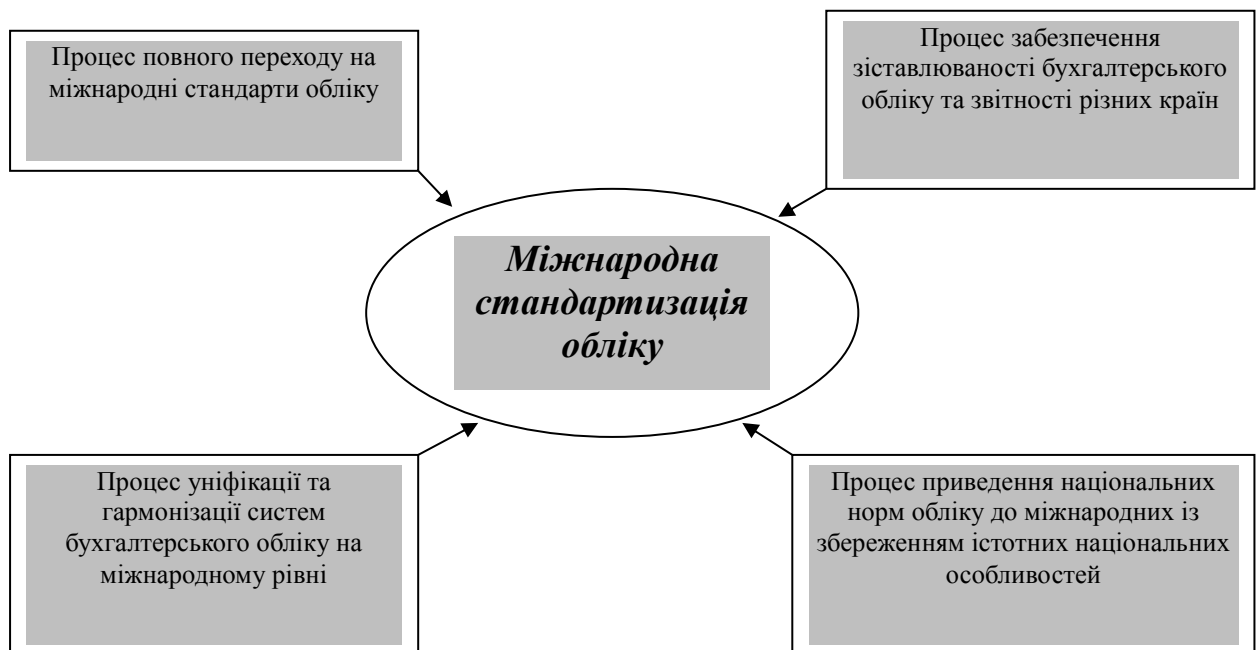 Процес повного переходу на
міжнародні стандарти обліку
Процес забезпечення
зіставлюваності бухгалтерського
обліку та звітності різних країн
Міжнародна
стандартизація
обліку
Процес уніфікації та
гармонізації систем
бухгалтерського обліку на
міжнародному рівні
Процес приведення національних
норм обліку до міжнародних із
збереженням істотних національних
особливостей